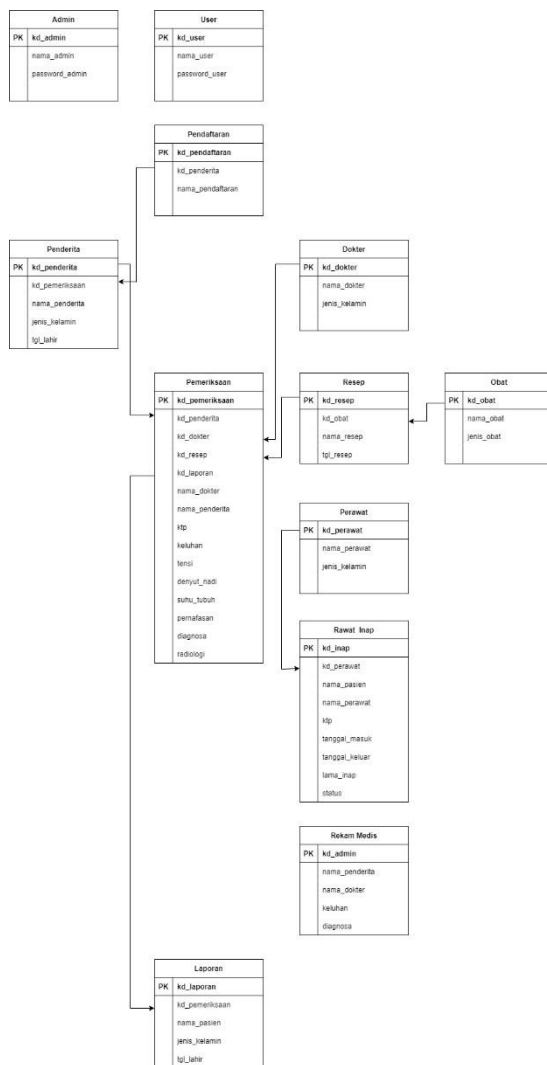 Admin
PK kd_admin
nama_admin
password_admin
User
PK kd_user
nama_user
password_user
Pendaftaran
PK kd_pendaftaran
kd_penderita
nama_pendaftaran
Penderita
PK kd_penderita
kd_pemeriksaan
nama_penderita
jenis_kelamin
tgl_lahir
Dokter
PK kd_dokter
nama_dokter
jenis_kelamin
Pemeriksaan
PK kd_pemeriksaan
kd_penderita
kd_dokter
kd_resep
kd_laporan
nama_dokter
nama_penderita
ktp
keluhan
tensi
denyut_nadi
suhu_tubuh
pernafasan
diagnosa
radiologi
Resep
PK kd_resep
kd_obat
nama_resep
tgl_resep
Obat
PK kd_obat
nama_obat
jenis_obat
Perawat
PK kd_perawat
nama_perawat
jenis_kelamin
Rawat Inap
PK kd_inap
kd_perawat
nama_pasien
nama_perawat
ktp
tanggal_masuk
tanggal_keluar
lama_inap
status
Rekam Medis
PK kd_admin
nama_penderita
nama_dokter
keluhan
diagnosa
Laporan
PK kd_laporan
kd_pemeriksaan
nama_pasien
jenis_kelamin
tgl_lahir